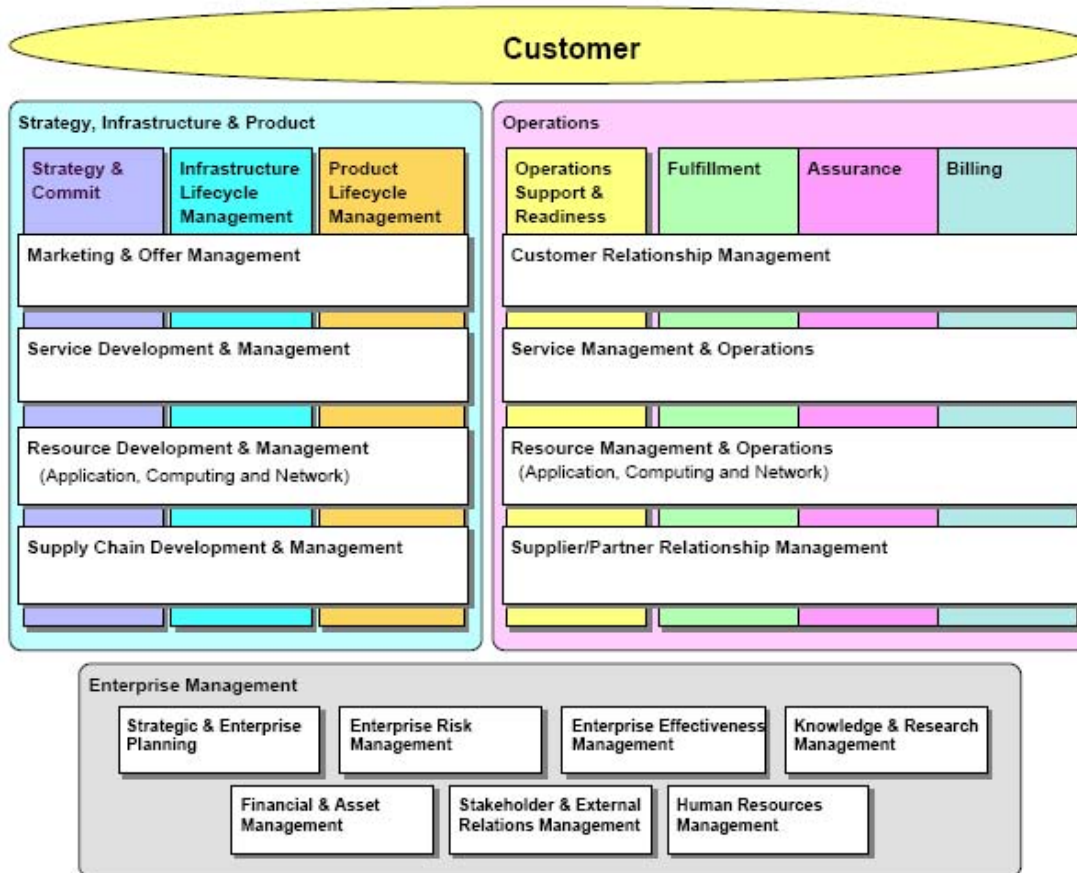 Customer
Strategy, Infrastructure & Product
Strategy &
Commit
Infrastructure
Lifecycle
Management
Product
Lifecycle
Management
Marketing & Offer Management
Service Development & Management
Resource Development & Management
(Application, Computing and Network)
Supply Chain Development & Management
Operations
Operations
Support &
Readiness
Fulfillment
Assurance
Billing
Customer Relationship Management
Service Management & Operations
Resource Management & Operations
(Application, Computing and Network)
Supplier/Partner Relationship Management
Enterprise Management
Strategic & Enterprise
Planning
Enterprise Risk
Management
Enterprise Effectiveness
Management
Knowledge & Research
Management
Financial & Asset
Management
Stakeholder & External
Relations Management
Human Resources
Management